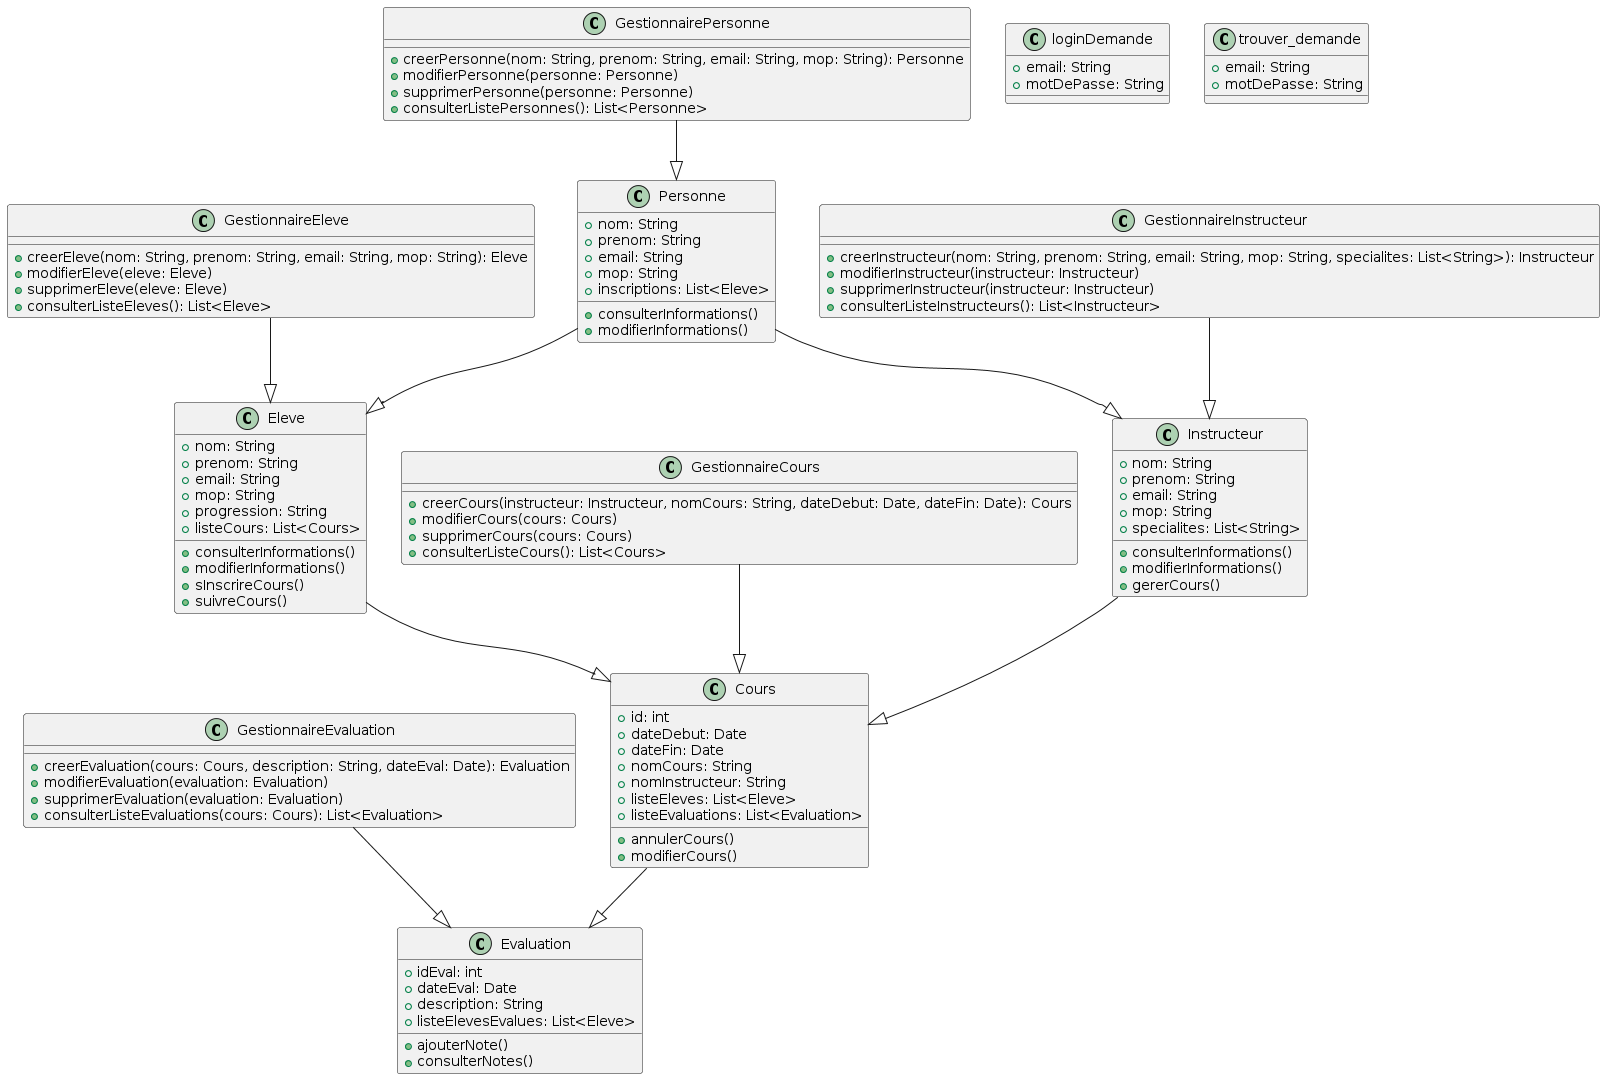 C GestionnairePersonne
creerPersonne(nom: String, prenom: String, email: String, mop: String): Personne
modifierPersonne(personne: Personne)
supprimerPersonne(personne: Personne)
consulterListePersonnes(): List<Personne>
C loginDemande
email: String
motDePasse: String
C trouver_demande
email: String
motDePasse: String
C GestionnaireEleve
creerEleve(nom: String, prenom: String, email: String, mop: String): Eleve
modifierEleve(eleve: Eleve)
supprimerEleve(eleve: Eleve)
consulterListeEleves(): List<Eleve>
C Personne
nom: String
prenom: String
email: String
mop: String
inscriptions: List<Eleve>
consulterInformations()
modifierInformations()
C GestionnaireInstructeur
creerInstructeur(nom: String, prenom: String, email: String, mop: String, specialites: List<String>): Instructeur
modifierInstructeur(instructeur: Instructeur)
supprimerInstructeur(instructeur: Instructeur)
consulterListeInstructeurs(): List<Instructeur>
C Eleve
nom: String
prenom: String
email: String
mop: String
progression: String
listeCours: List<Cours>
consulterInformations()
modifierInformations()
sInscrireCours()
suivreCours()
C GestionnaireCours
creerCours(instructeur: Instructeur, nomCours: String, dateDebut: Date, dateFin: Date): Cours
modifierCours(cours: Cours)
supprimerCours(cours: Cours)
consulterListeCours(): List<Cours>
C Instructeur
nom: String
prenom: String
email: String
mop: String
specialites: List<String>
consulterInformations()
modifierInformations()
gererCours()
C GestionnaireEvaluation
creerEvaluation(cours: Cours, description: String, dateEval: Date): Evaluation
modifierEvaluation(evaluation: Evaluation)
supprimerEvaluation(evaluation: Evaluation)
consulterListeEvaluations(cours: Cours): List<Evaluation>
C Cours
id: int
dateDebut: Date
dateFin: Date
nomCours: String
nomInstructeur: String
listeEleves: List<Eleve>
listeEvaluations: List<Evaluation>
annulerCours()
modifierCours()
C Evaluation
idEval: int
dateEval: Date
description: String
listeElevesEvalues: List<Eleve>
ajouterNote()
consulterNotes()